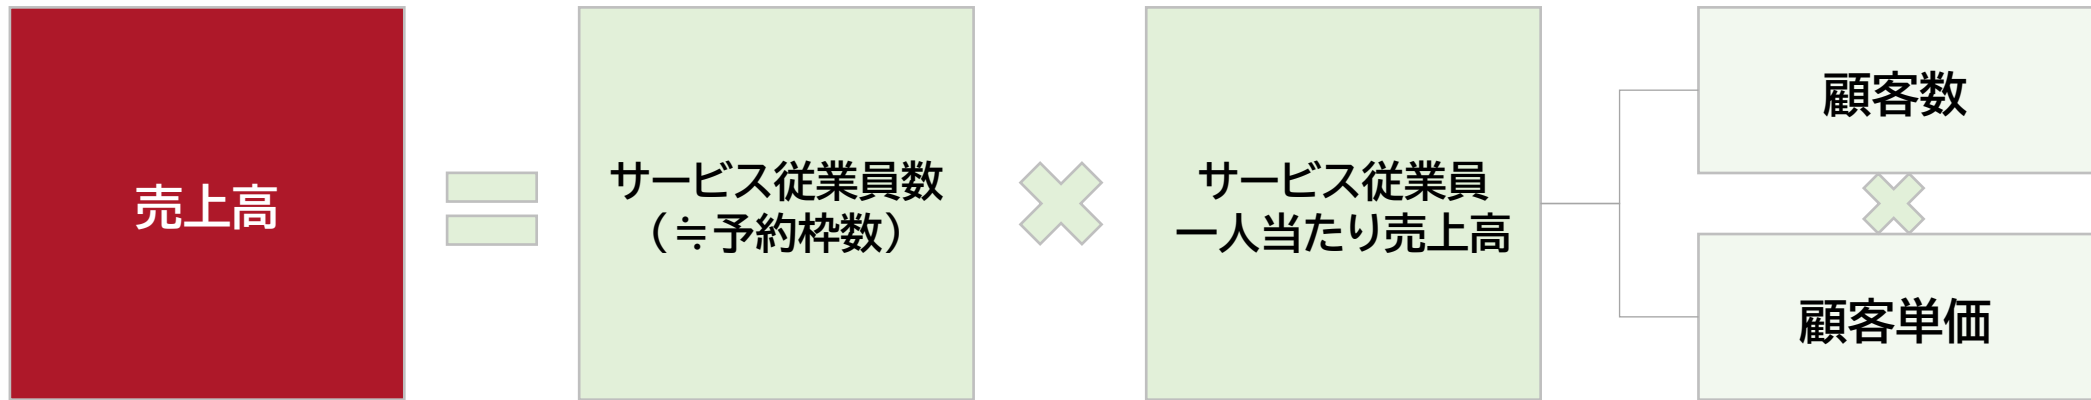 売上高
サービス従業員数
（≒予約枠数）
サービス従業員
一人当たり売上高
顧客数
顧客単価